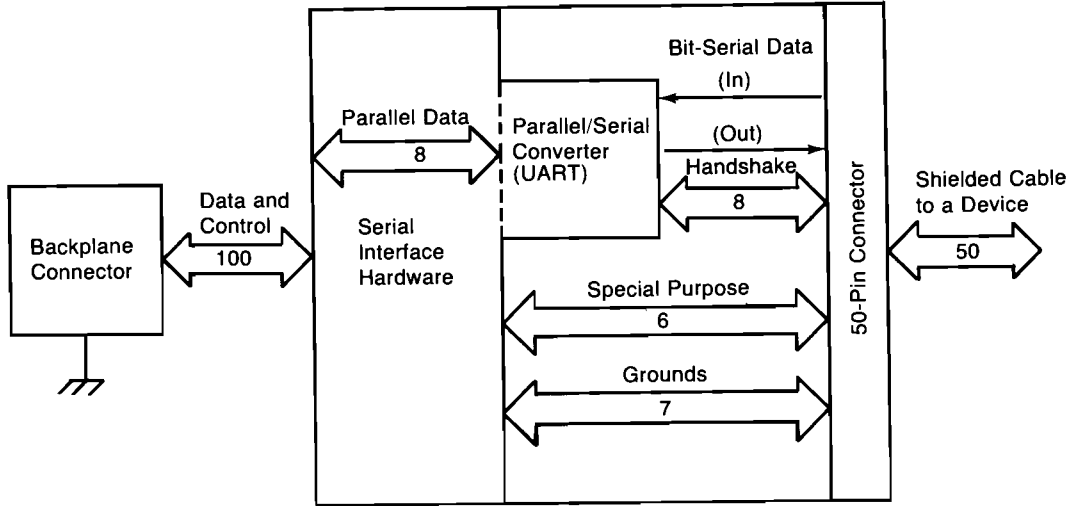 Backplane
Connector
Data and
Control
100
Parallel Data
8
Serial
Interface
Hardware
Parallel/Serial
Converter
(UART)
Bit-Serial Data
(In)
(Out)
Handshake
8
Special Purpose
6
Grounds
7
50-Pin Connector
Shielded Cable
to a Device
50